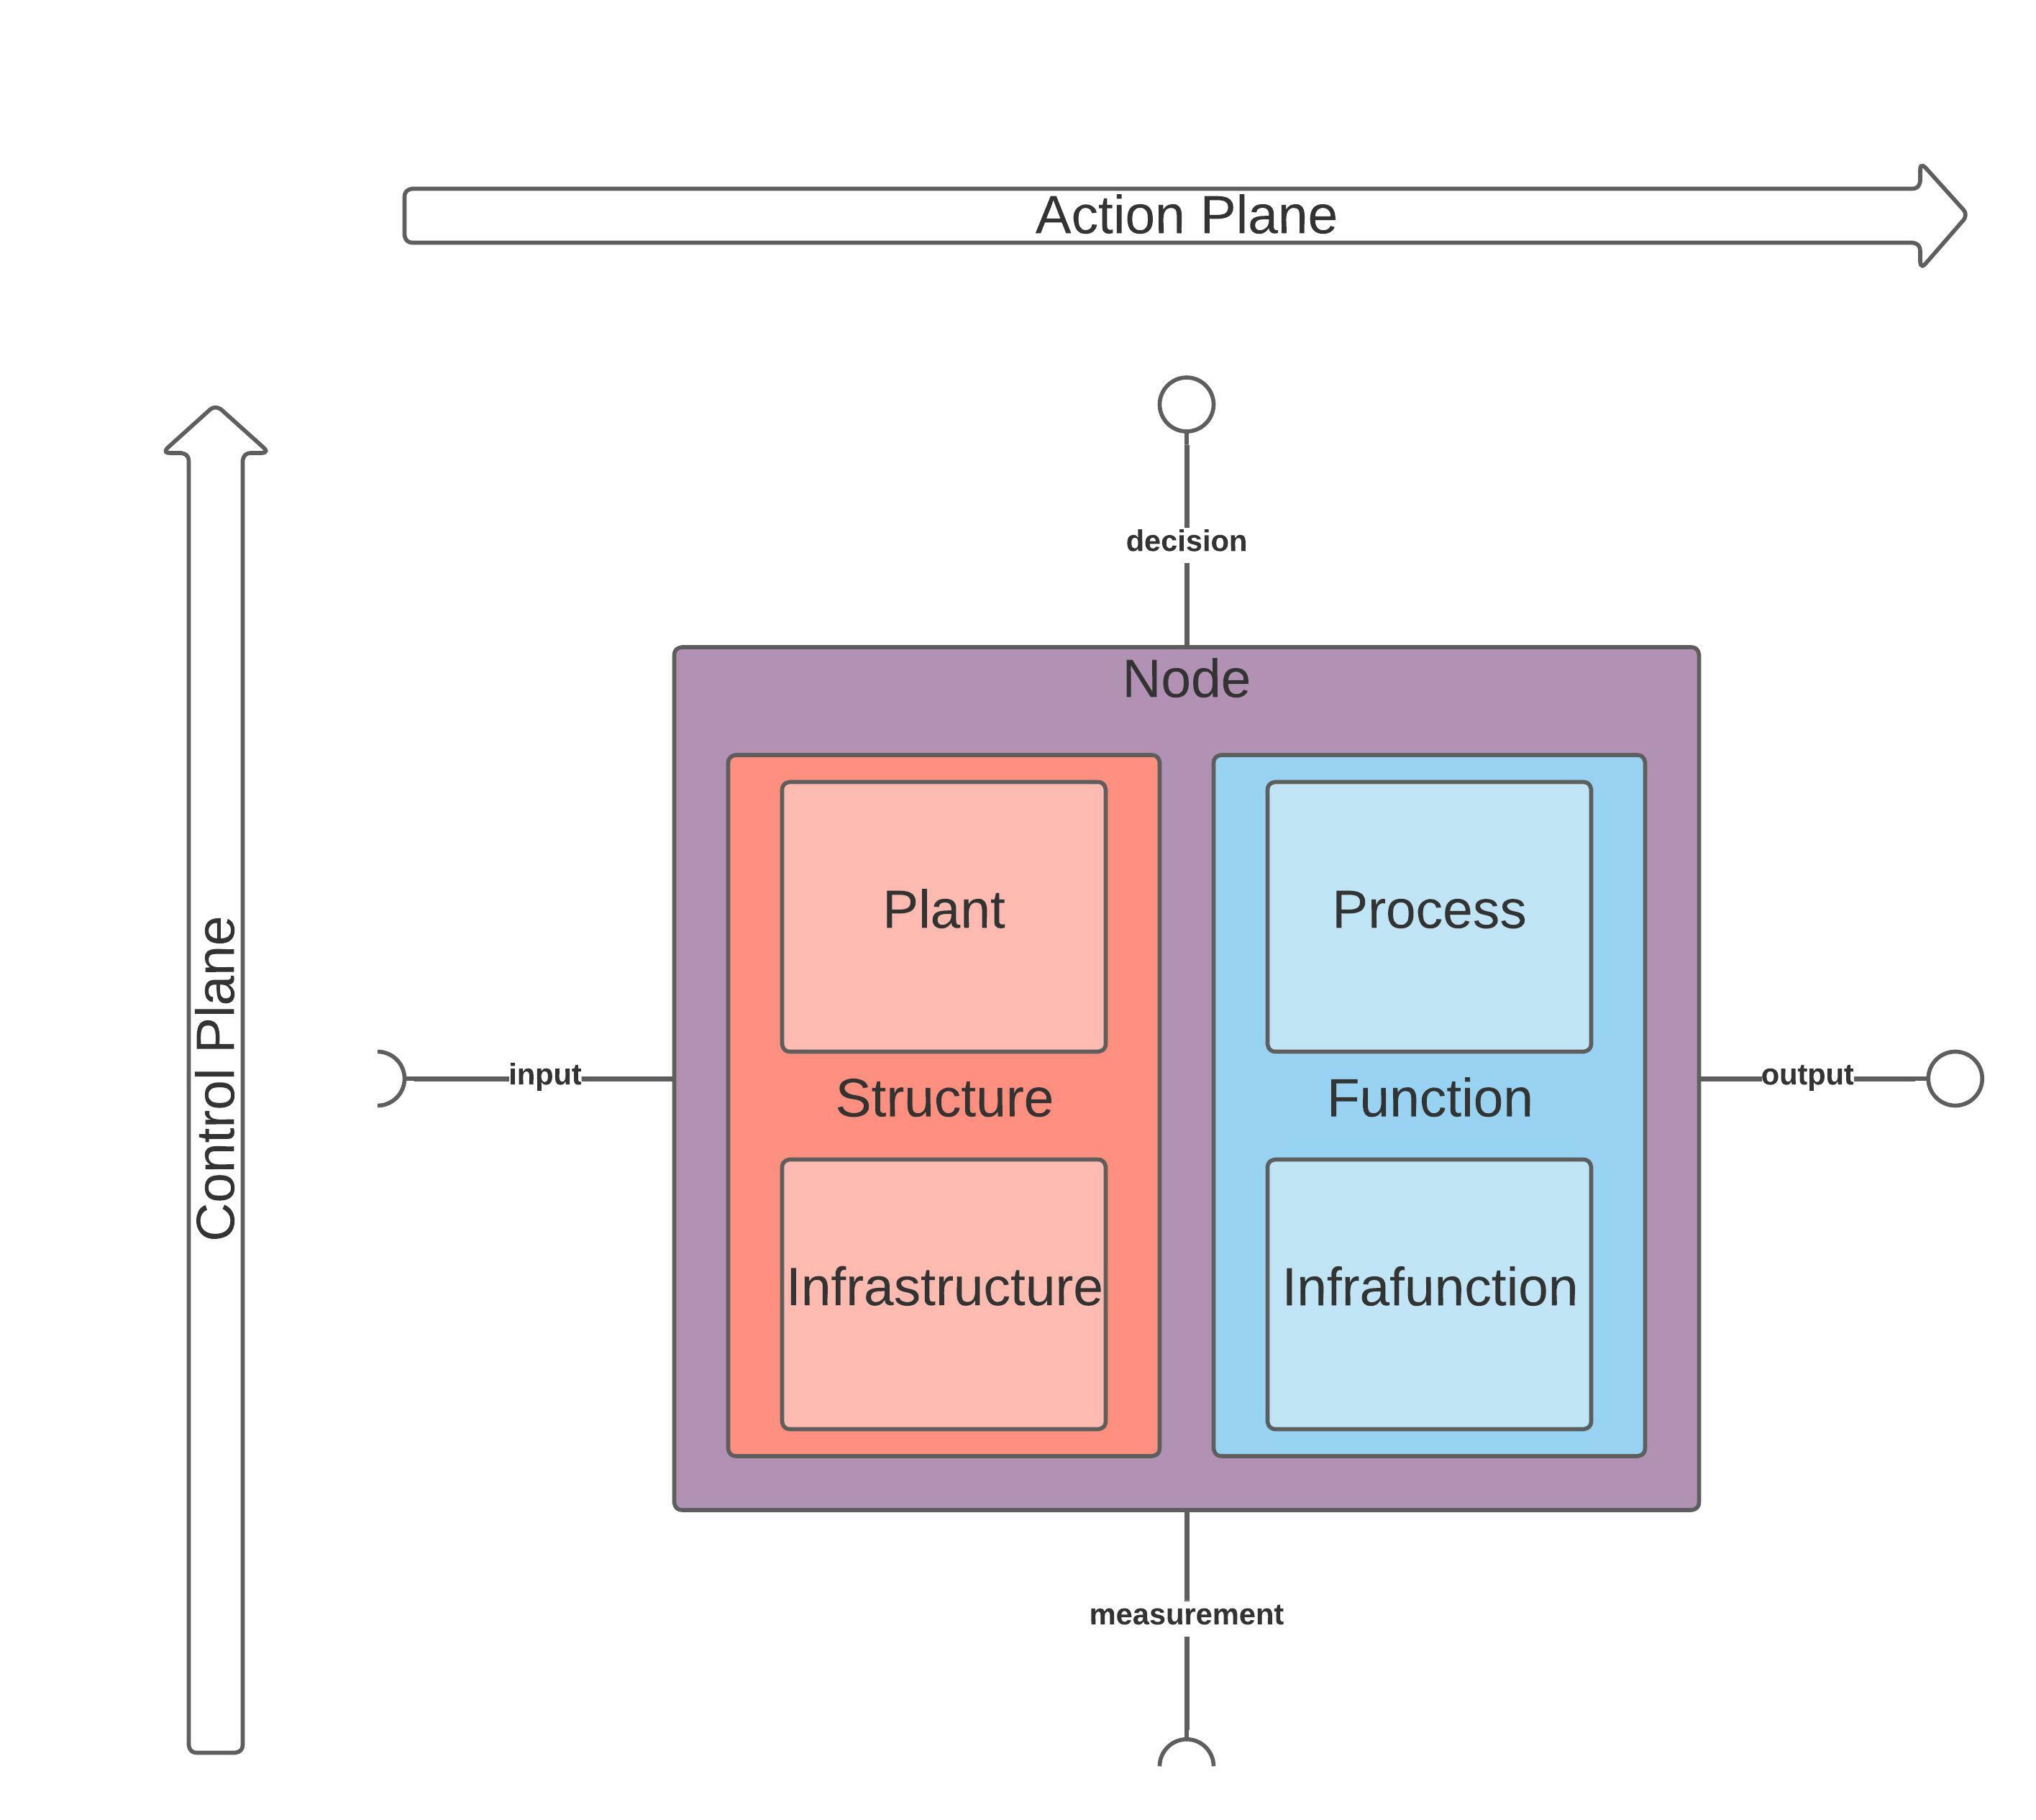 Action Plane
Control Plane
decision
Node
Plant
Process
input
Structure
Function
output
Infrastructure
Infrafunction
measurement